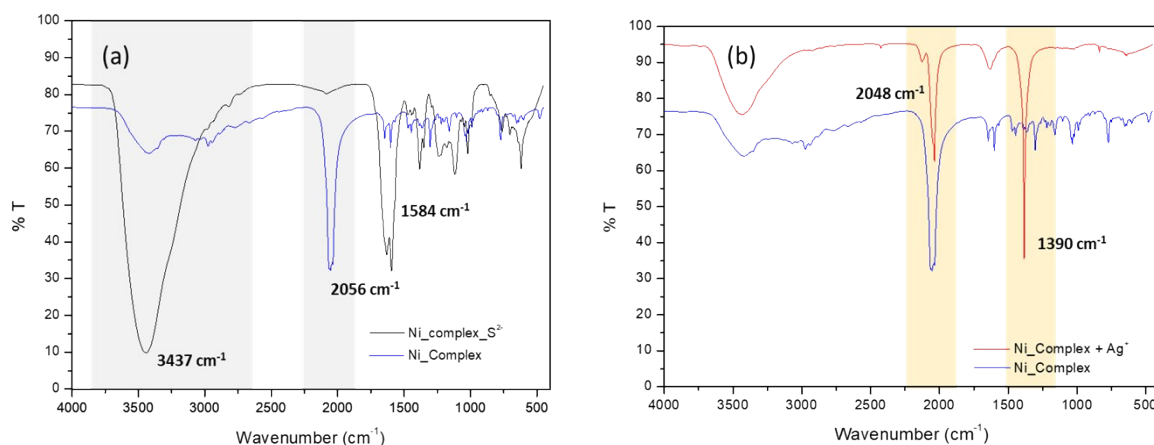 (a)
100
90
80
70
60
50
40
30
20
10
0
% T
3437 cm⁻¹
2056 cm⁻¹
1584 cm⁻¹
Ni_complex_S²⁻
Ni_Complex
4000 3500 3000 2500 2000 1500 1000 500
Wavenumber (cm⁻¹)
(b)
100
90
80
70
60
50
40
30
20
10
0
% T
2048 cm⁻¹
1390 cm⁻¹
Ni_Complex + Ag⁺
Ni_Complex
4000 3500 3000 2500 2000 1500 1000 500
Wavenumber (cm⁻¹)